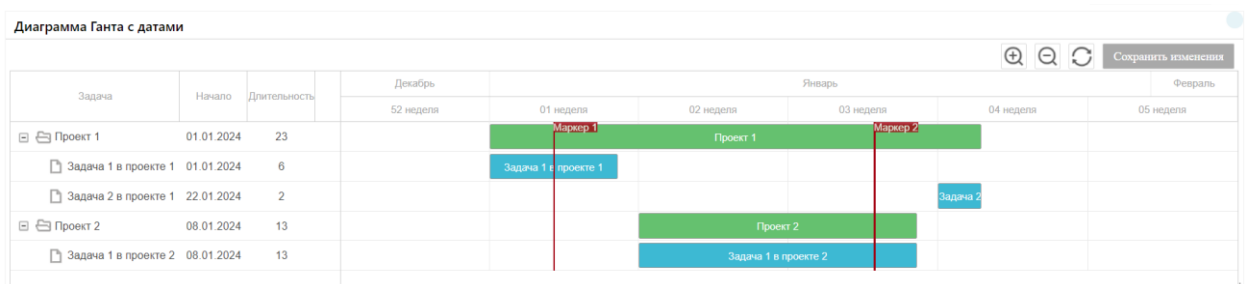 Диаграмма Ганта с датами
Сохранить изменения
Задача Начало Длительность Декабрь Январь Февраль
52 неделя 01 неделя 02 неделя 03 неделя 04 неделя 05 неделя
Проект 1 01.01.2024 23 Маркер 1 Проект 1 Маркер 2
Задача 1 в проекте 1 01.01.2024 6 Задача 1 в проекте 1
Задача 2 в проекте 1 22.01.2024 2 Задача 2
Проект 2 08.01.2024 13 Проект 2
Задача 1 в проекте 2 08.01.2024 13 Задача 1 в проекте 2